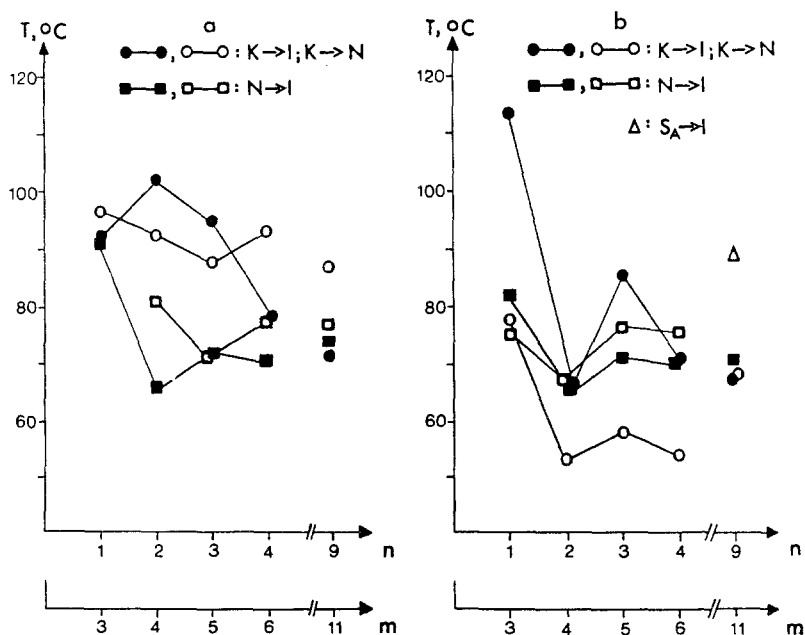 T, °C
a
●–●, ○–○: K→I; K→N
■–■, □–□: N→I
120
100
80
60
1 2 3 4 9 n
3 4 5 6 11 m
T, °C
b
●–●, ○–○: K→I; K→N
■–■, □–□: N→I
Δ: S_A→I
120
100
80
60
1 2 3 4 9 n
3 4 5 6 11 m